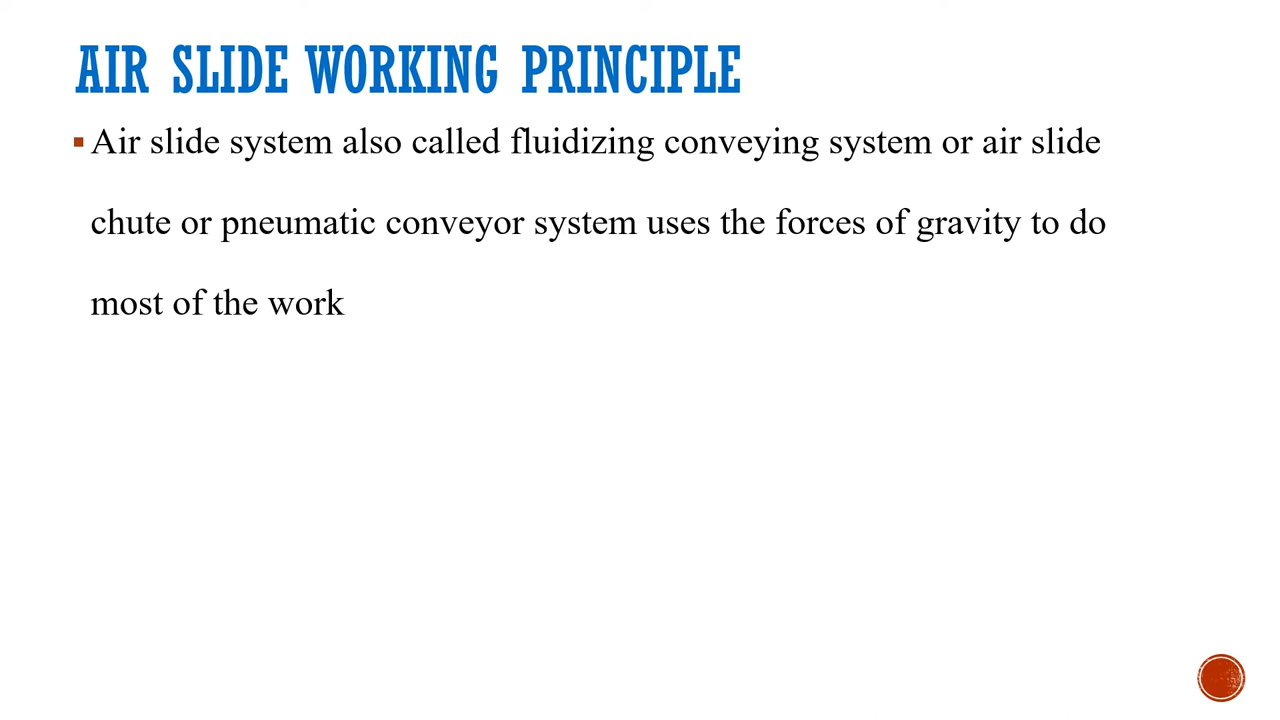 AIR SLIDE WORKING PRINCIPLE
Air slide system also called fluidizing conveying system or air slide
chute or pneumatic conveyor system uses the forces of gravity to do
most of the work